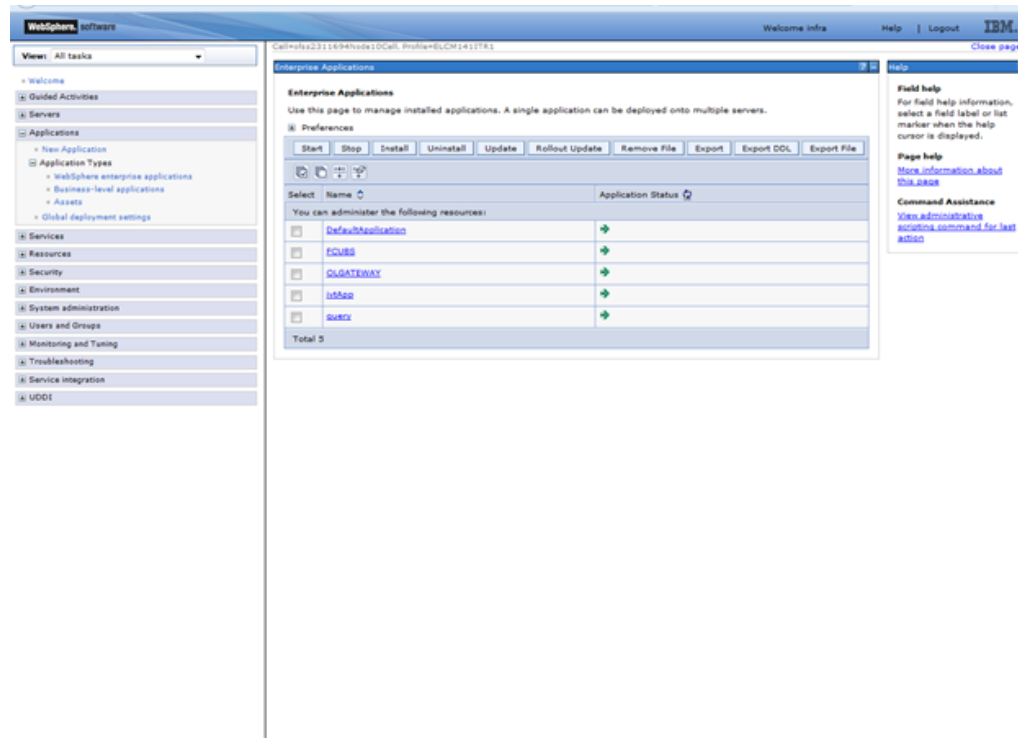 WebSphere. software
Welcome infra Help | Logout IBM.
View: All tasks
Welcome
Guided Activities
Servers
Applications
New Application
Application Types
WebSphere enterprise applications
Business-level applications
Assets
Global deployment settings
Services
Resources
Security
Environment
System administration
Users and Groups
Monitoring and Tuning
Troubleshooting
Service integration
UDDI
Close page
Enterprise Applications
Enterprise Applications
Use this page to manage installed applications. A single application can be deployed onto multiple servers.
Preferences
Start Stop Install Uninstall Update Rollout Update Remove File Export Export DDL Export File
Select Name Application Status
You can administer the following resources:
DefaultApplication
FCUBS
OLGATEWAY
ivtApp
query
Total 5
Help
Field help
For field help information,
select a field label or list
marker when the help
cursor is displayed.
Page help
More information about
this page
Command Assistance
View administrative
scripting command for last
action